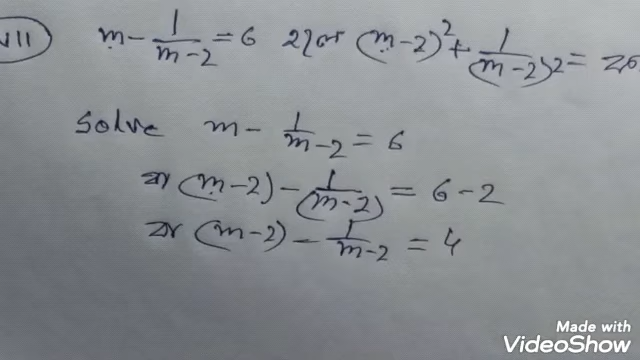 VII m - 1/(m-2) = 6 হলে (m-2)² + 1/(m-2)² = 
Solve m - 1/(m-2) = 6
বা (m-2) - 1/(m-2) = 6-2
বা (m-2) - 1/(m-2) = 4
Made with
VideoShow